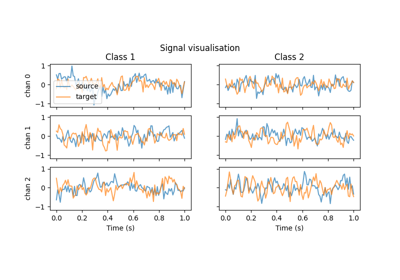 Signal visualisation
Class 1
Class 2
chan 0
1
0
−1
source
target
chan 1
1
0
−1
chan 2
1
0
−1
0.0 0.2 0.4 0.6 0.8 1.0
0.0 0.2 0.4 0.6 0.8 1.0
Time (s)
Time (s)